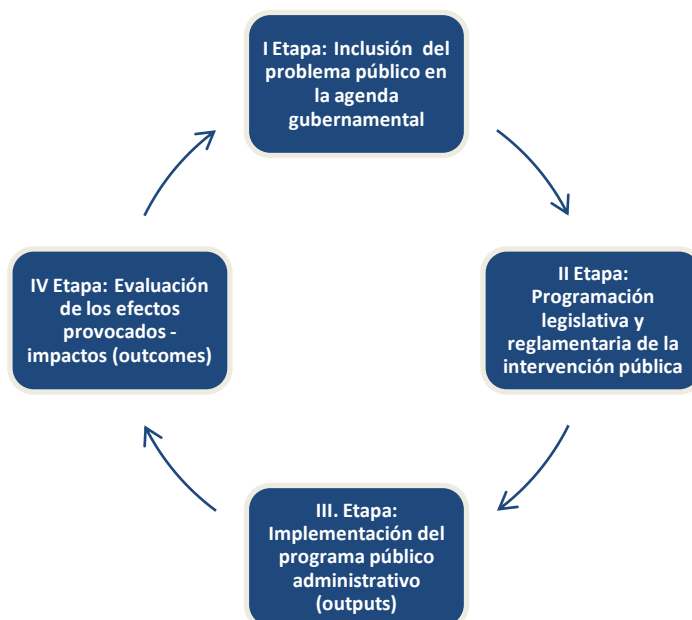 I Etapa: Inclusión del
problema público en
la agenda
gubernamental
II Etapa:
Programación
legislativa y
reglamentaria de la
intervención pública
III. Etapa:
Implementación del
programa público
administrativo
(outputs)
IV Etapa: Evaluación
de los efectos
provocados -
impactos (outcomes)